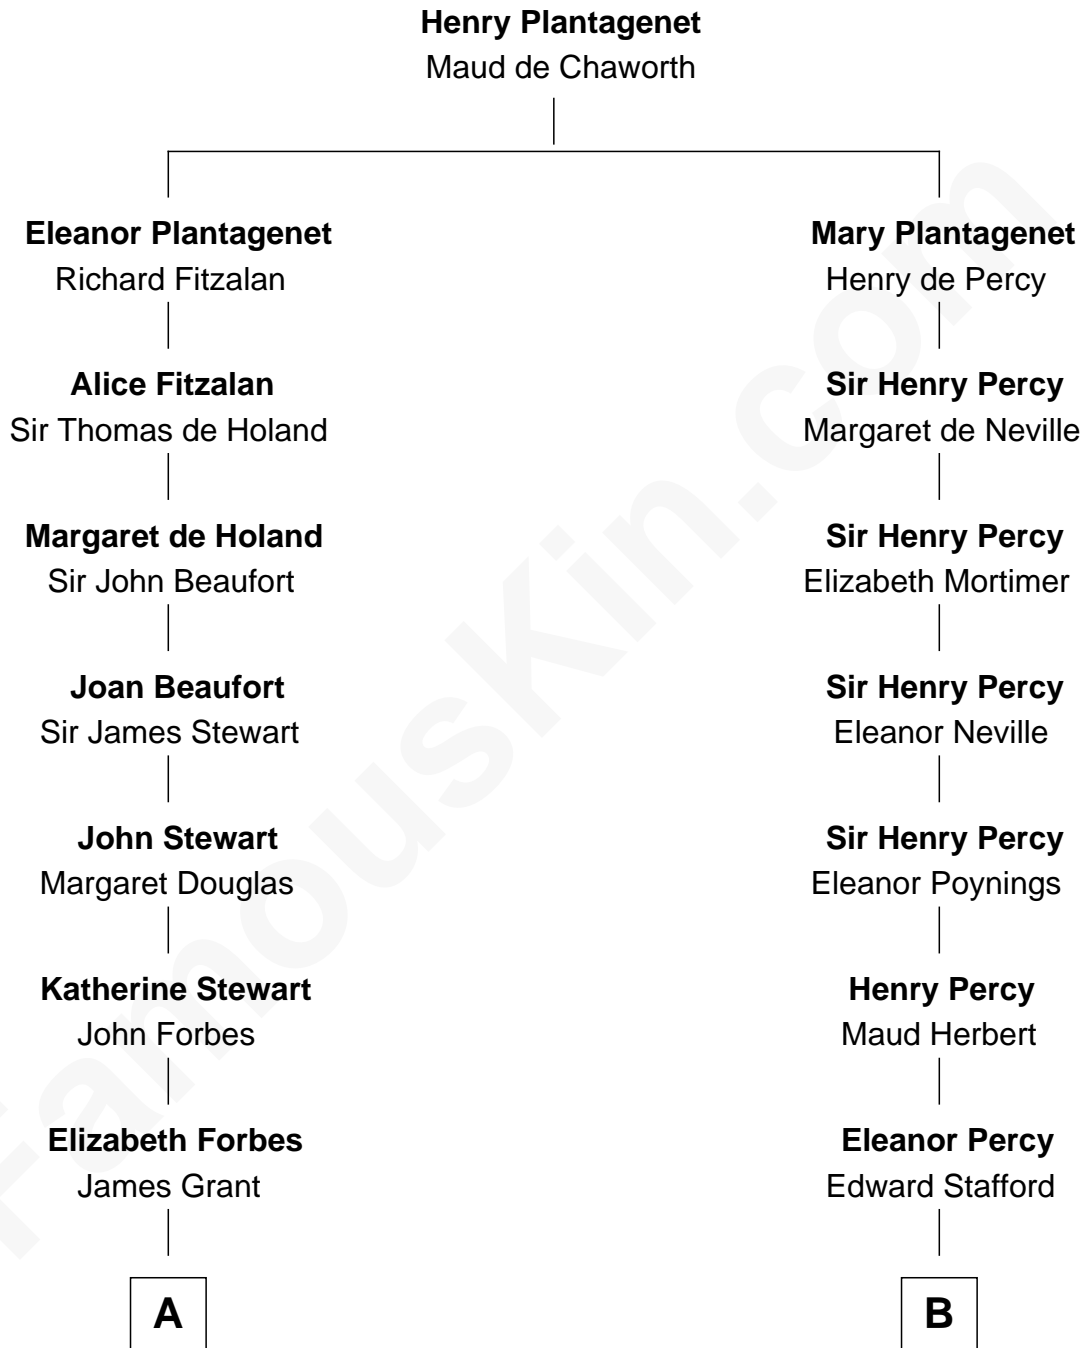 Henry Plantagenet
Maud de Chaworth
Eleanor Plantagenet
Richard Fitzalan
Mary Plantagenet
Henry de Percy
Alice Fitzalan
Sir Thomas de Holand
Sir Henry Percy
Margaret de Neville
Margaret de Holand
Sir John Beaufort
Sir Henry Percy
Elizabeth Mortimer
Joan Beaufort
Sir James Stewart
Sir Henry Percy
Eleanor Neville
John Stewart
Margaret Douglas
Sir Henry Percy
Eleanor Poynings
Katherine Stewart
John Forbes
Henry Percy
Maud Herbert
Elizabeth Forbes
James Grant
Eleanor Percy
Edward Stafford
A
B
FamousKin.com